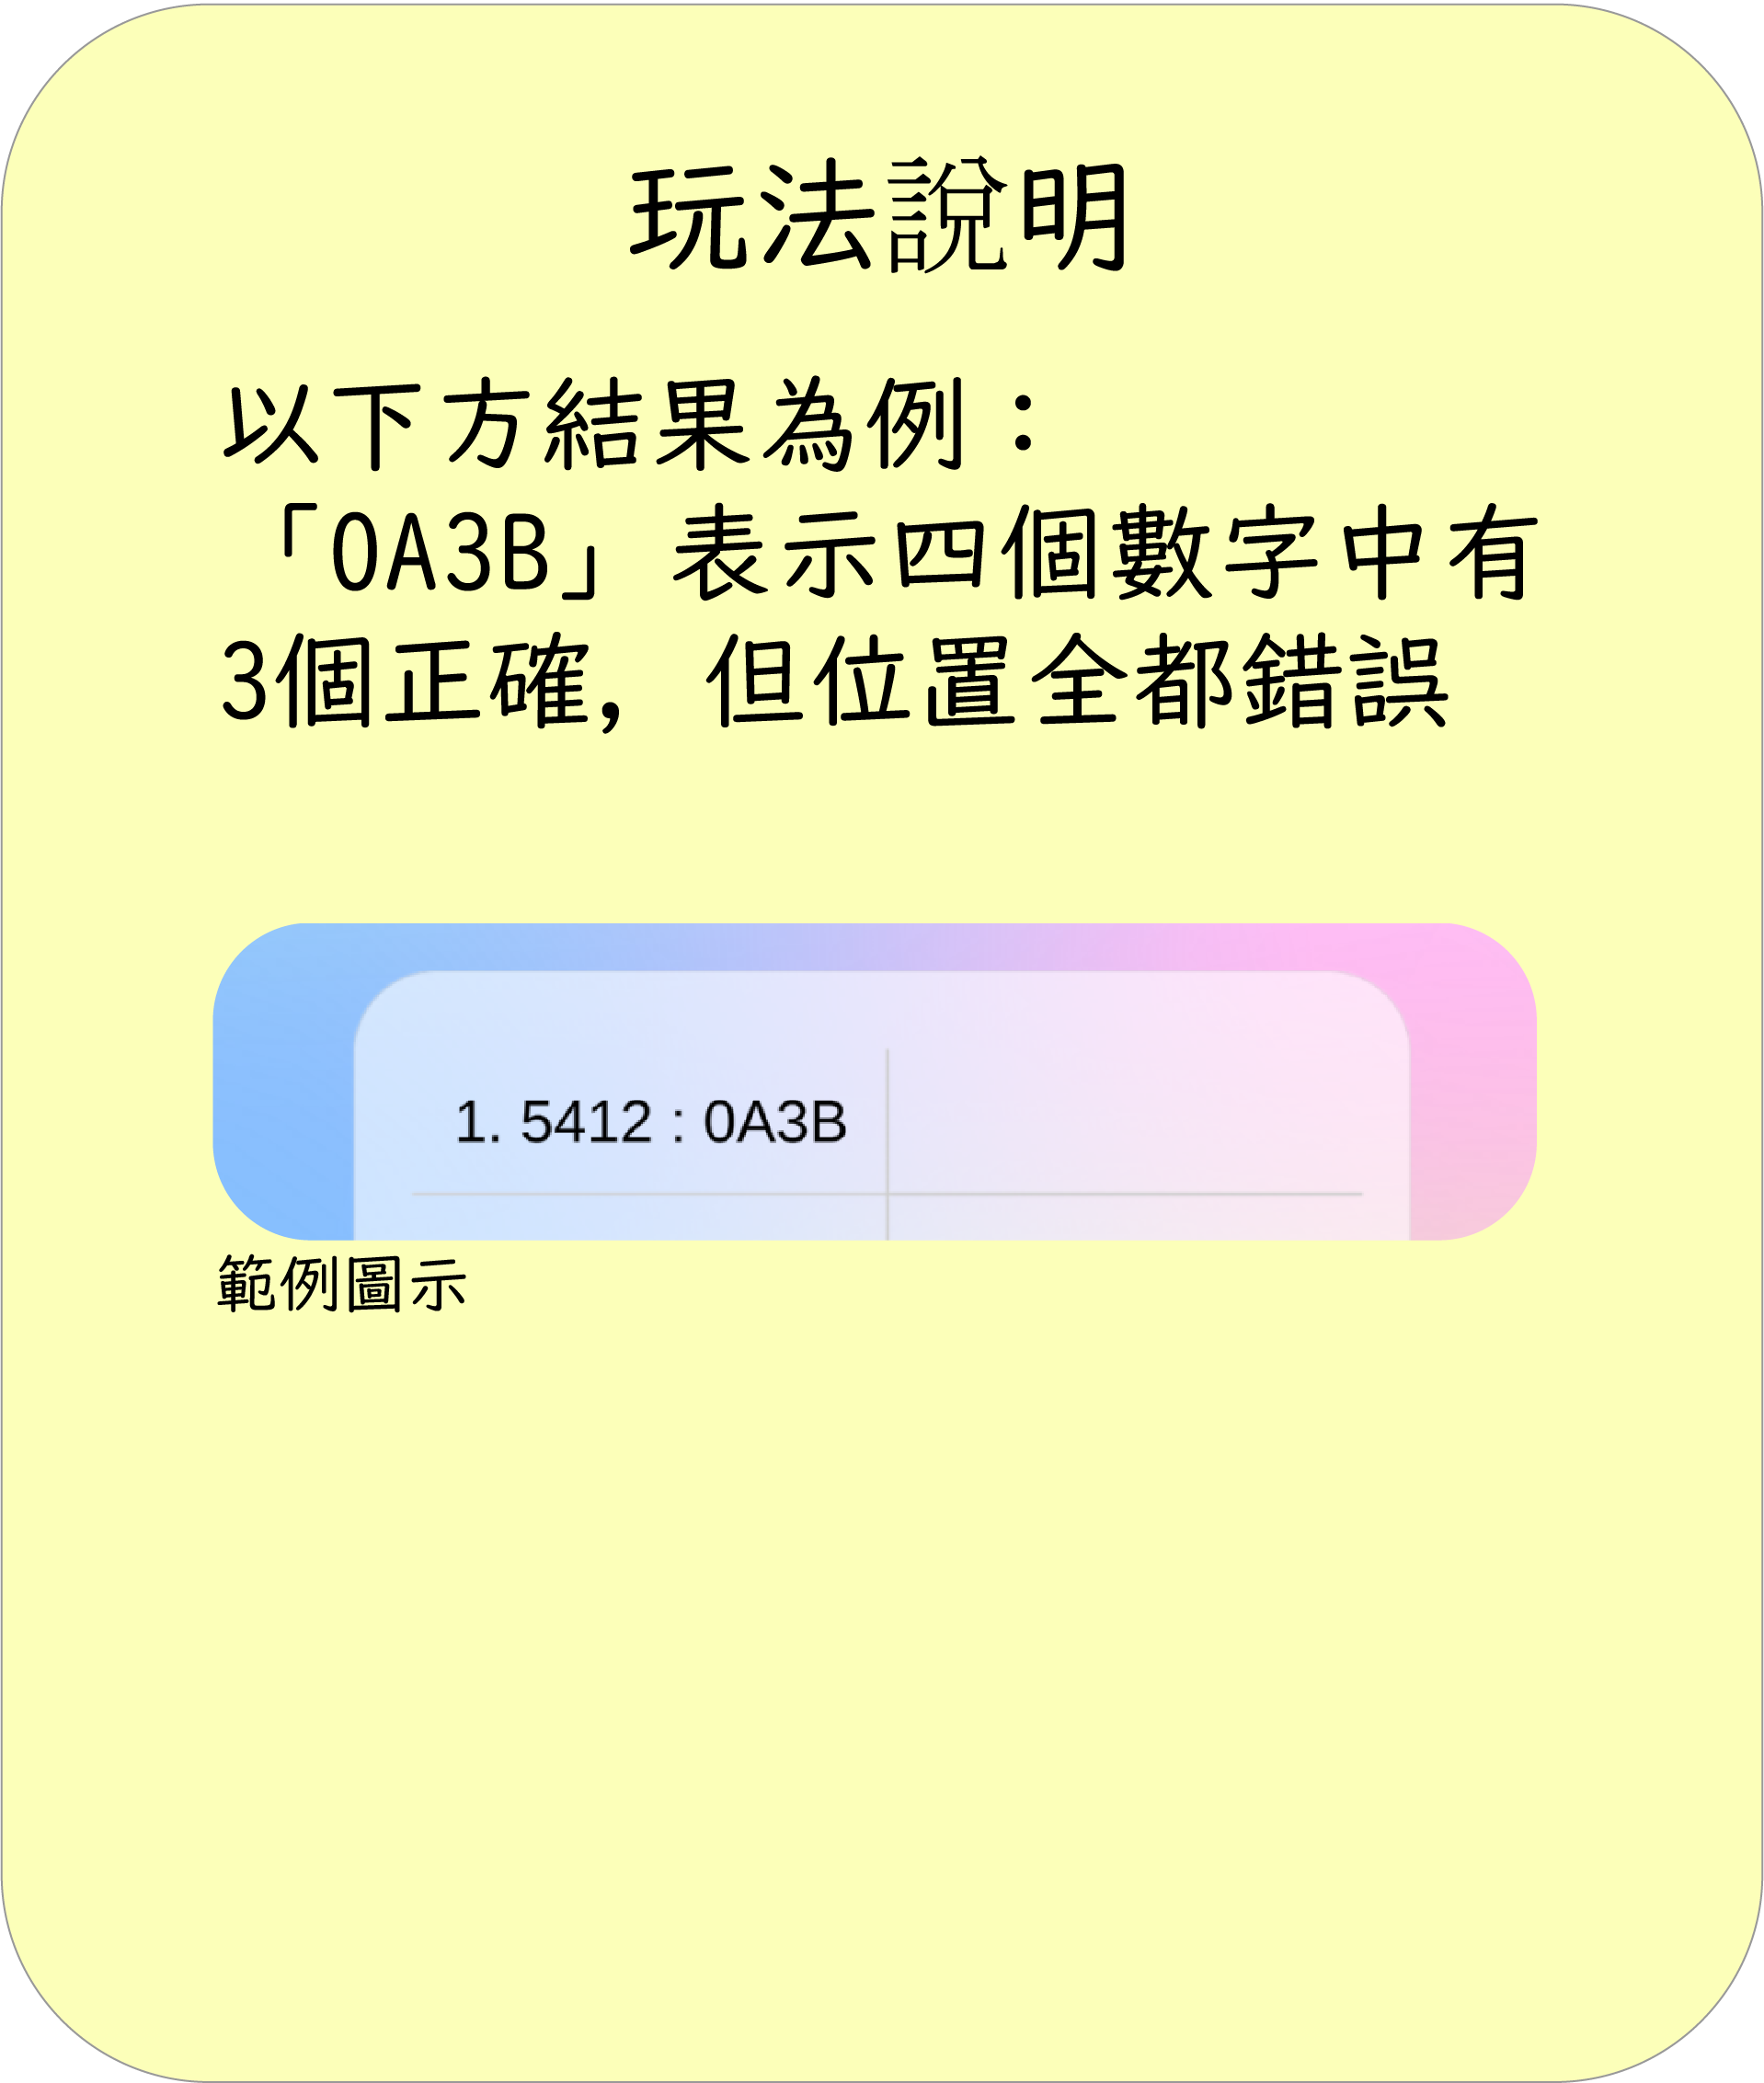 玩法說明
以下方結果為例：
「0A3B」 表示四個數字中有
3個正確，但位置全都錯誤
1. 5412 : 0A3B
範例圖示